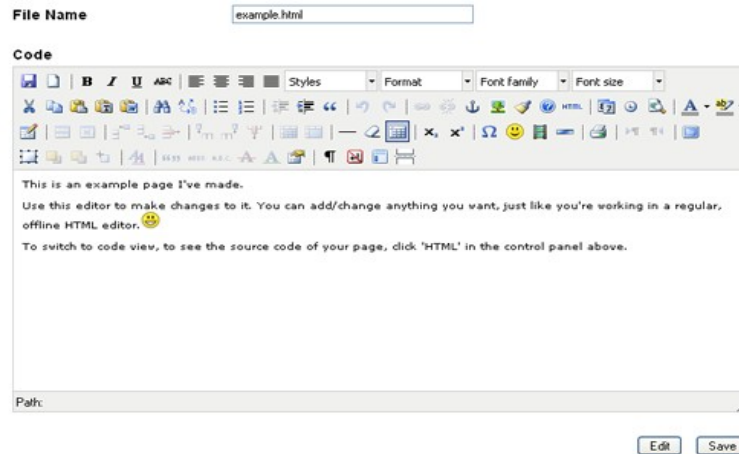 File Name example.html
Code
B I U ABC Styles Format Font family Font size
HTML A ab
A
This is an example page I've made.
Use this editor to make changes to it. You can add/change anything you want, just like you're working in a regular,
offline HTML editor.
To switch to code view, to see the source code of your page, click 'HTML' in the control panel above.
Path:
Edit Save